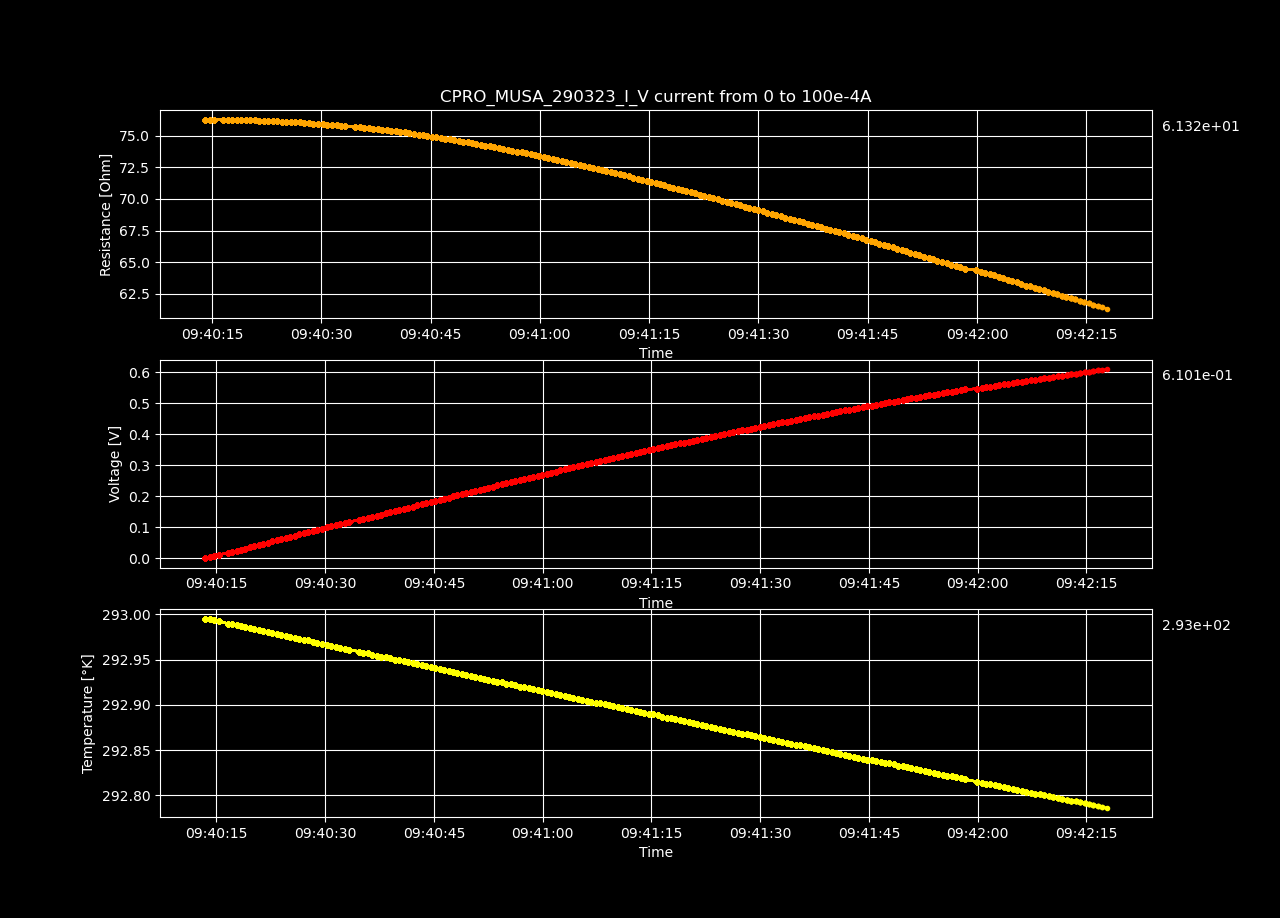 CPRO_MUSA_290323_I_V current from 0 to 100e-4A
6.132e+01
Resistance [Ohm]
75.0
72.5
70.0
67.5
65.0
62.5
09:40:15 09:40:30 09:40:45 09:41:00 09:41:15 09:41:30 09:41:45 09:42:00 09:42:15
Time
6.101e-01
Voltage [V]
0.6
0.5
0.4
0.3
0.2
0.1
0.0
09:40:15 09:40:30 09:40:45 09:41:00 09:41:15 09:41:30 09:41:45 09:42:00 09:42:15
Time
2.93e+02
Temperature [°K]
293.00
292.95
292.90
292.85
292.80
09:40:15 09:40:30 09:40:45 09:41:00 09:41:15 09:41:30 09:41:45 09:42:00 09:42:15
Time